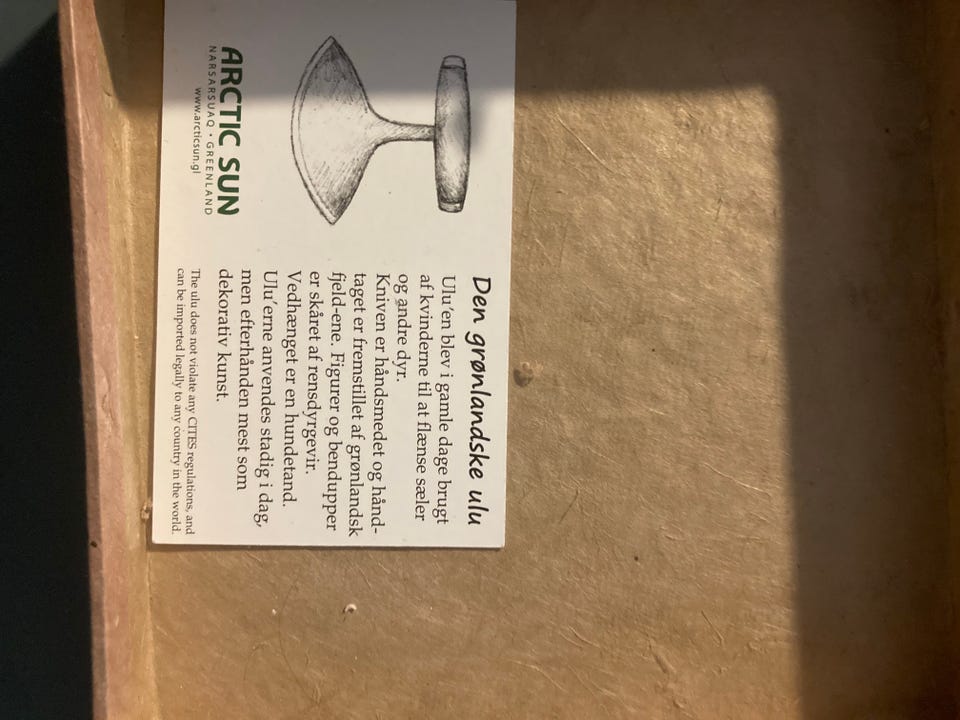 Den grønlandske ulu
Ulu'en blev i gamle dage brugt
af kvinderne til at flænse sæler
og andre dyr.
Kniven er håndsmedet og hånd-
taget er fremstillet af grønlandsk
fjeld-ene. Figurer og bendupper
er skåret af rensdyrgevir.
Vedhænget er en hundetand.
Ulu'erne anvendes stadig i dag,
men efterhånden mest som
dekorativ kunst.
The ulu does not violate any CITES regulations, and
can be imported legally to any country in the world.
ARCTIC SUN
NARSARSUAQ • GREENLAND
www.arcticsun.gl